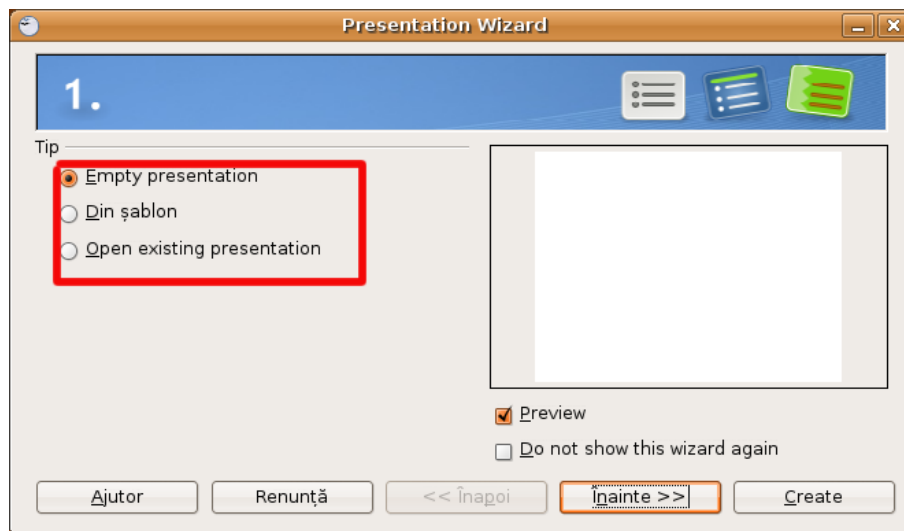 Presentation Wizard
1.
Tip
Empty presentation
Din șablon
Open existing presentation
Preview
Do not show this wizard again
Ajutor
Renunță
<< Înapoi
Înainte >>
Create